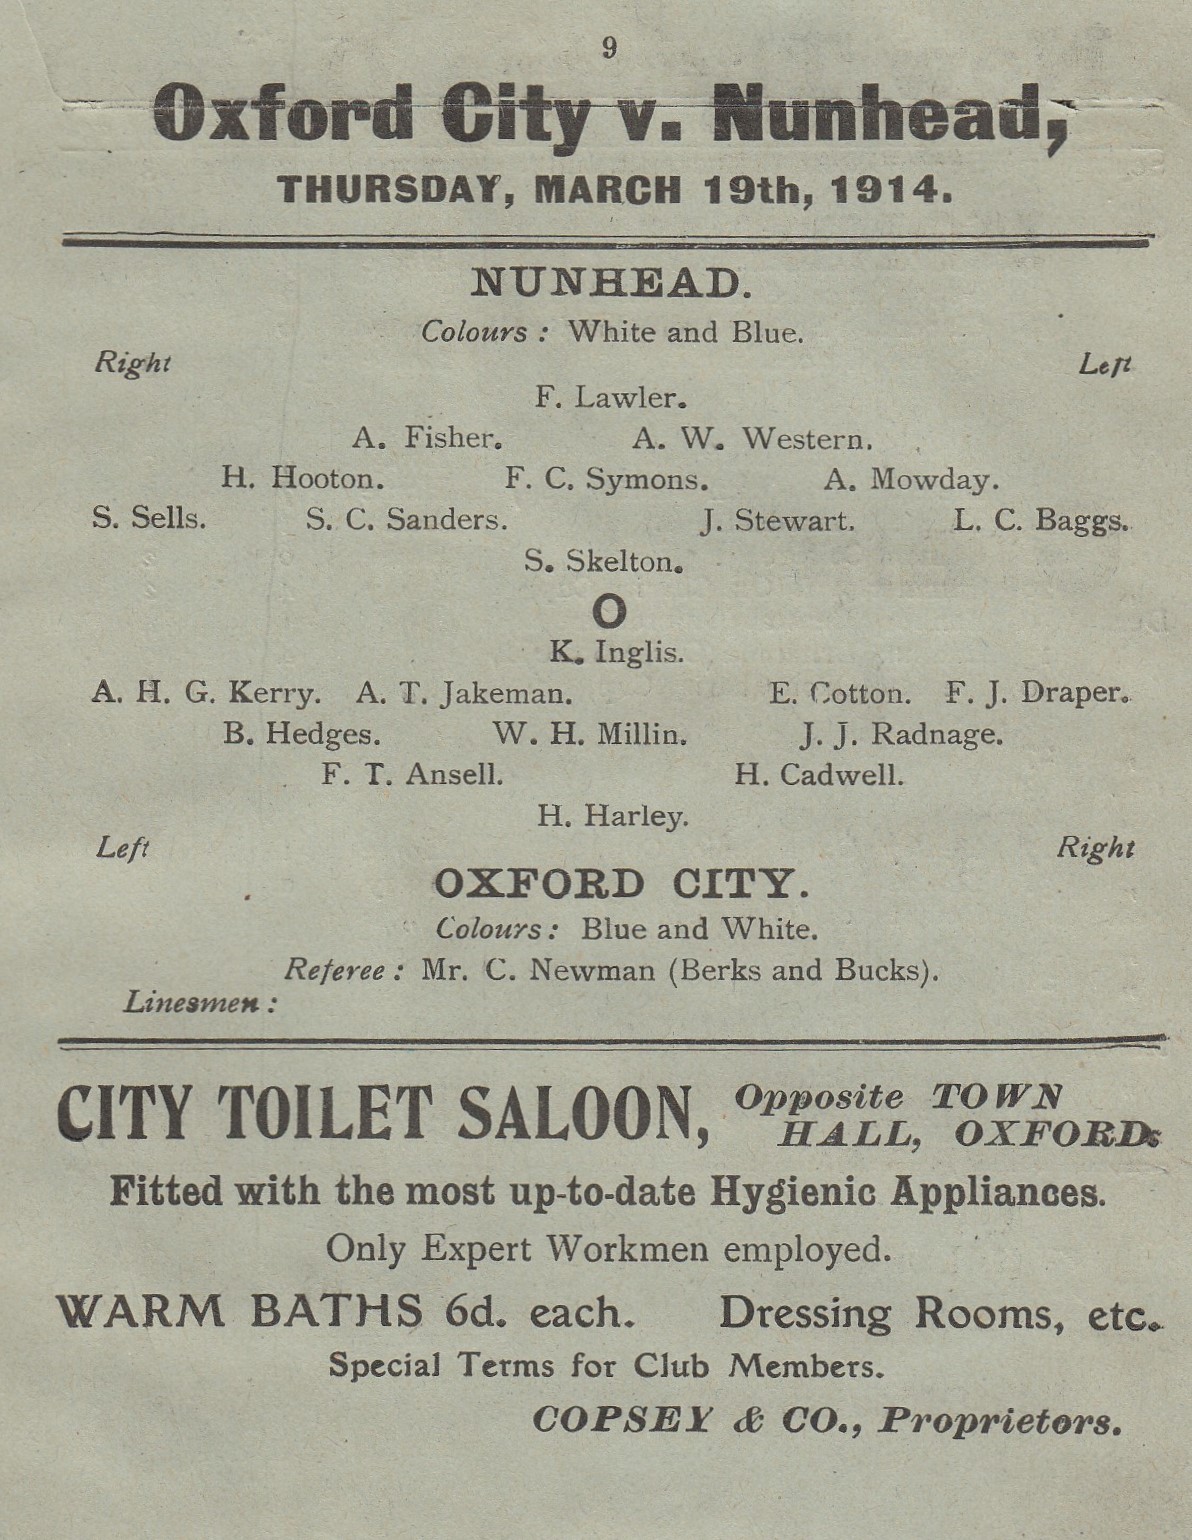 9
Oxford City v. Nunhead,
THURSDAY, MARCH 19th, 1914.
NUNHEAD.
Colours : White and Blue.
Right Left
F. Lawler.
A. Fisher. A. W. Western.
H. Hooton. F. C. Symons. A. Mowday.
S. Sells. S. C. Sanders. J. Stewart. L. C. Baggs.
S. Skelton.
O
K. Inglis.
A. H. G. Kerry. A. T. Jakeman. E. Cotton. F. J. Draper.
B. Hedges. W. H. Millin. J. J. Radnage.
F. T. Ansell. H. Cadwell.
H. Harley.
Left Right
OXFORD CITY.
Colours : Blue and White.
Referee : Mr. C. Newman (Berks and Bucks).
Linesmen :
CITY TOILET SALOON, Opposite TOWN
HALL, OXFORD.
Fitted with the most up-to-date Hygienic Appliances.
Only Expert Workmen employed.
WARM BATHS 6d. each. Dressing Rooms, etc.
Special Terms for Club Members.
COPSEY & CO., Proprietors.